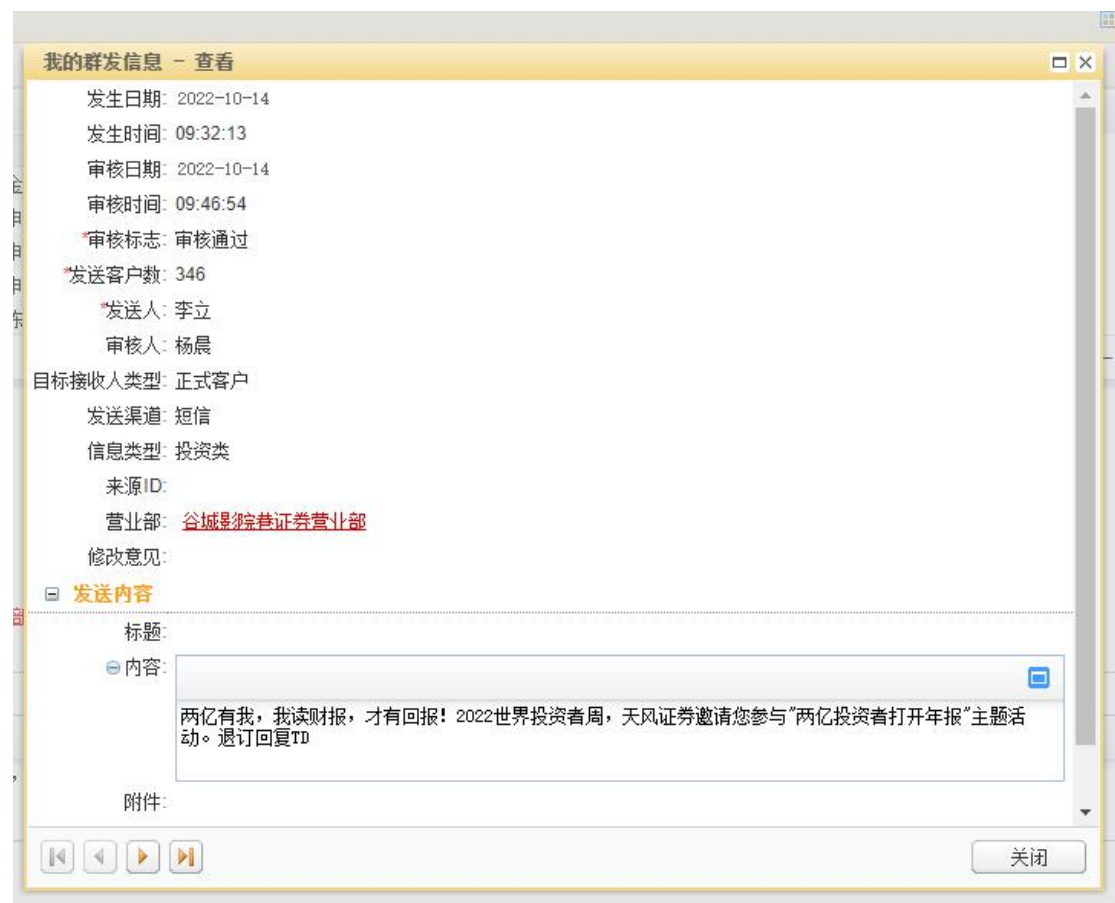 我的群发信息 - 查看
发生日期: 2022-10-14
发生时间: 09:32:13
审核日期: 2022-10-14
审核时间: 09:46:54
*审核标志: 审核通过
*发送客户数: 346
*发送人: 李立
审核人: 杨晨
目标接收人类型: 正式客户
发送渠道: 短信
信息类型: 投资类
来源ID:
营业部: 谷城影院巷证券营业部
修改意见:
发送内容
标题:
内容:
两亿有我，我读财报，才有回报！2022世界投资者周，天风证券邀请您参与"两亿投资者打开年报"主题活
动。退订回复TD
附件:
关闭